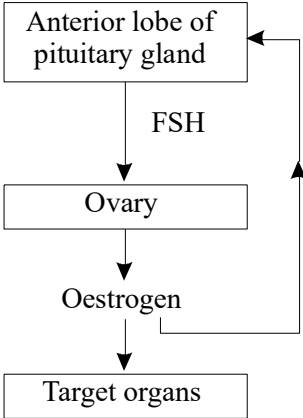 Anterior lobe of
pituitary gland
FSH
Ovary
Oestrogen
Target organs